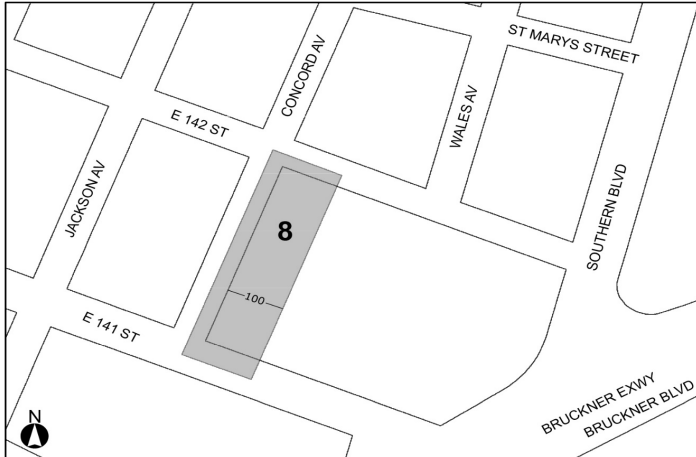 ST MARYS STREET
CONCORD AV
WALES AV
E 142 ST
JACKSON AV
SOUTHERN BLVD
8
100
E 141 ST
BRUCKNER EXWY
BRUCKNER BLVD
N